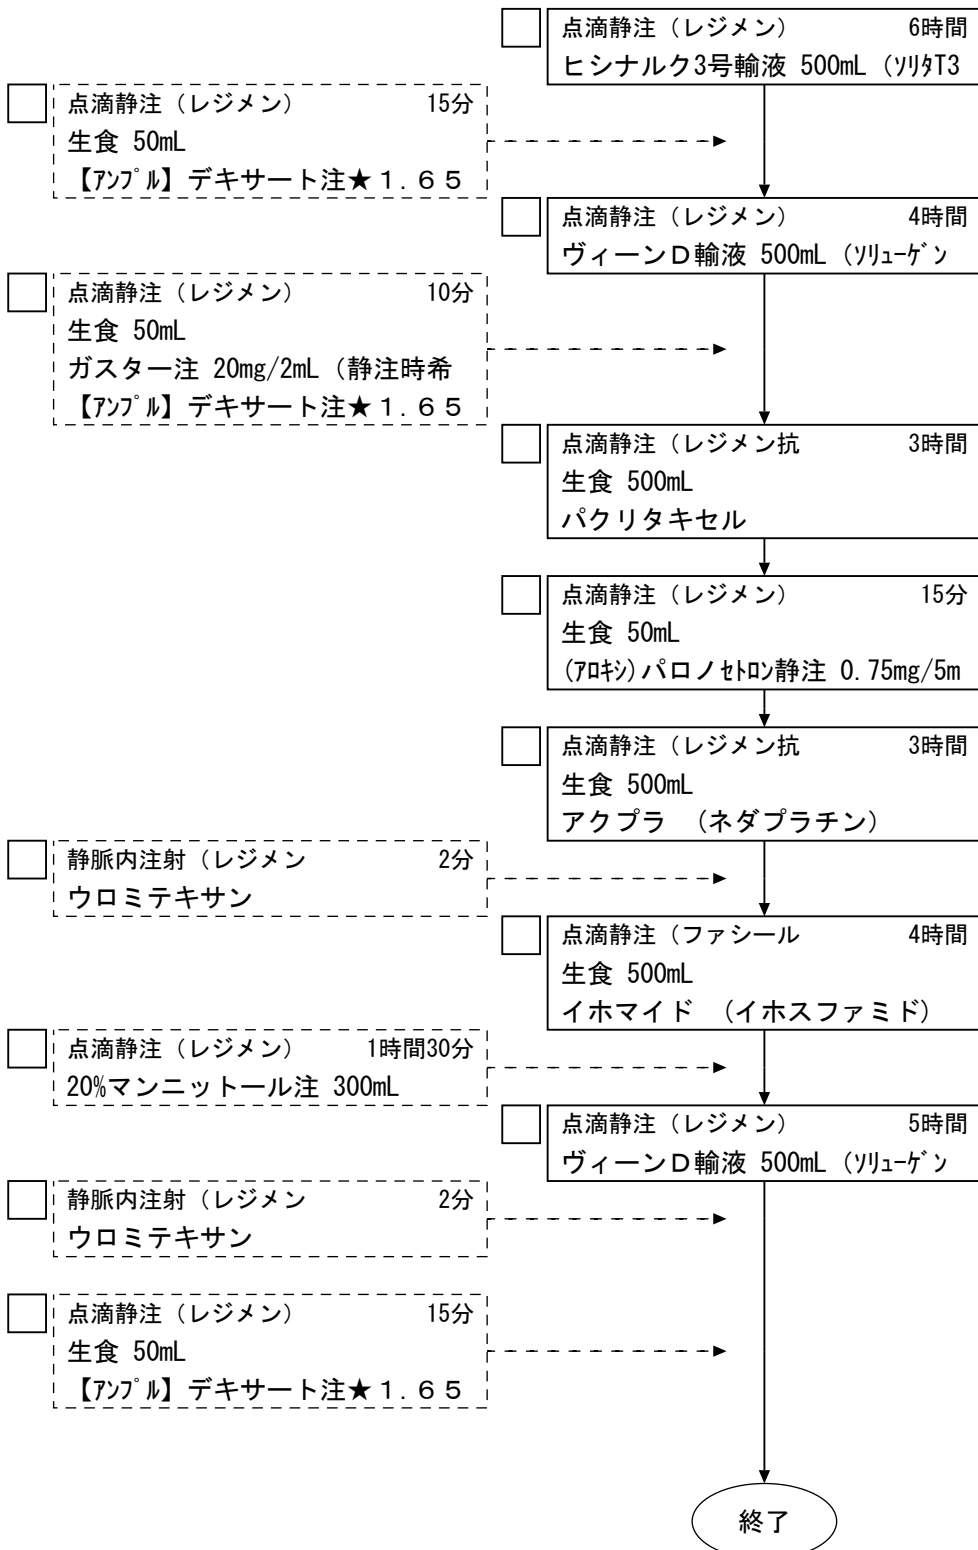 点滴静注（レジメン） 6時間
ヒシナルク3号輸液 500mL（ｿﾘﾀT3
点滴静注（レジメン） 15分
生食 50mL
【ｱﾝﾌﾟﾙ】デキサート注★１.６５
点滴静注（レジメン） 4時間
ヴィーンＤ輸液 500mL（ｿﾘｭｰｹﾞﾝ
点滴静注（レジメン） 10分
生食 50mL
ガスター注 20mg/2mL（静注時希
【ｱﾝﾌﾟﾙ】デキサート注★１.６５
点滴静注（レジメン抗 3時間
生食 500mL
パクリタキセル
点滴静注（レジメン） 15分
生食 50mL
(ｱﾛｷｼ)パロノｾﾄﾛﾝ静注 0.75mg/5m
点滴静注（レジメン抗 3時間
生食 500mL
アクプラ （ネダプラチン）
静脈内注射（レジメン 2分
ウロミテキサン
点滴静注（ファシール 4時間
生食 500mL
イホマイド （イホスファミド）
点滴静注（レジメン） 1時間30分
20%マンニットール注 300mL
点滴静注（レジメン） 5時間
ヴィーンＤ輸液 500mL（ｿﾘｭｰｹﾞﾝ
静脈内注射（レジメン 2分
ウロミテキサン
点滴静注（レジメン） 15分
生食 50mL
【ｱﾝﾌﾟﾙ】デキサート注★１.６５
終了